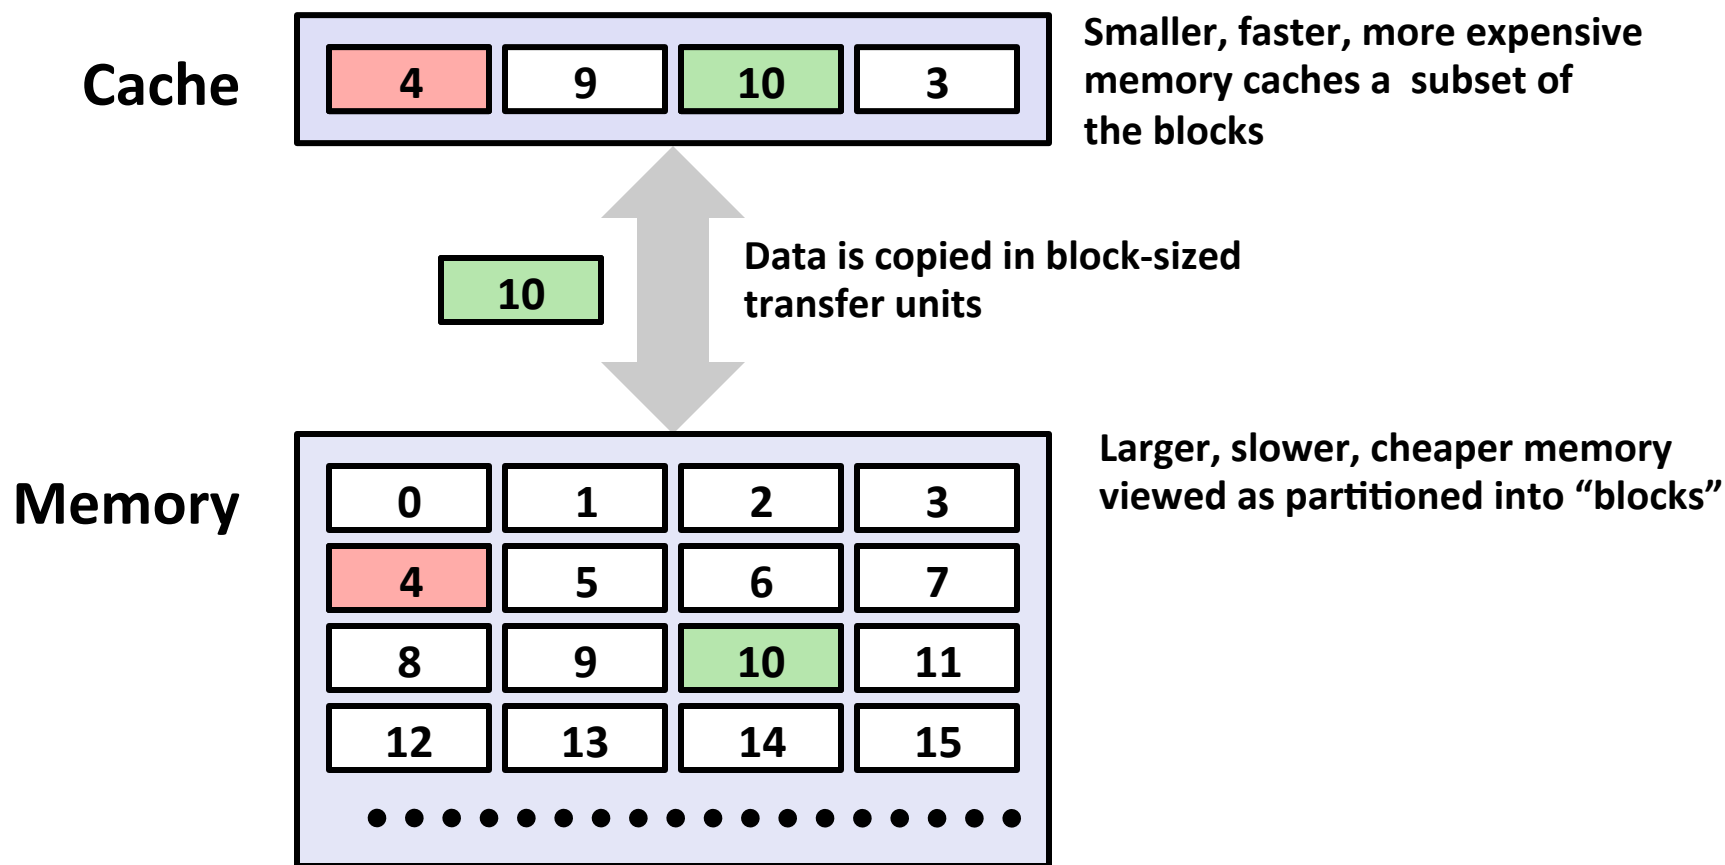 Cache
4 9 10 3
Smaller, faster, more expensive
memory caches a  subset of
the blocks
10
Data is copied in block-sized
transfer units
Memory
Larger, slower, cheaper memory
viewed as partitioned into “blocks”
0 1 2 3
4 5 6 7
8 9 10 11
12 13 14 15